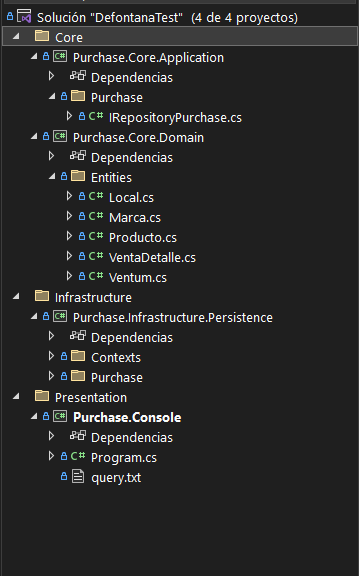 Solución "DefontanaTest" (4 de 4 proyectos)
Core
C# Purchase.Core.Application
Dependencias
Purchase
C# IRepositoryPurchase.cs
C# Purchase.Core.Domain
Dependencias
Entities
C# Local.cs
C# Marca.cs
C# Producto.cs
C# VentaDetalle.cs
C# Ventum.cs
Infrastructure
C# Purchase.Infrastructure.Persistence
Dependencias
Contexts
Purchase
Presentation
C# Purchase.Console
Dependencias
C# Program.cs
query.txt